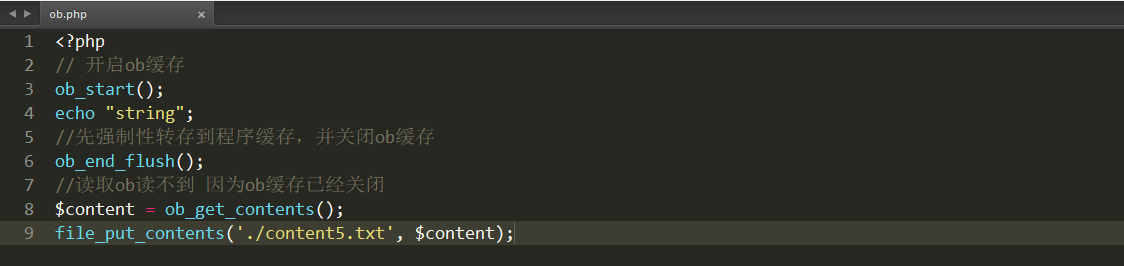 ob.php ×
1 <?php
2 // 开启ob缓存
3 ob_start();
4 echo "string";
5 //先强制性转存到程序缓存，并关闭ob缓存
6 ob_end_flush();
7 //读取ob读不到 因为ob缓存已经关闭
8 $content = ob_get_contents();
9 file_put_contents('./content5.txt', $content);